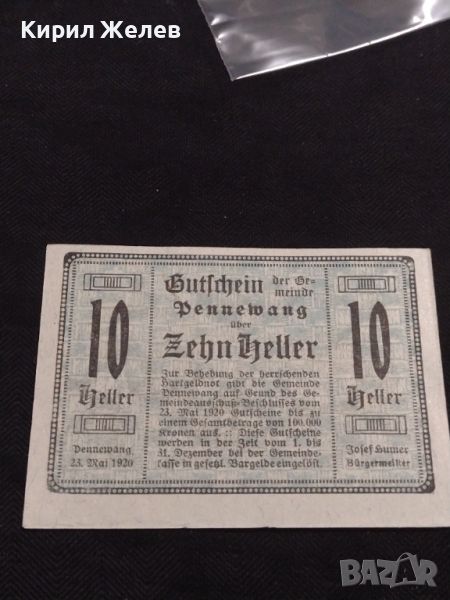 Кирил Желев
Gutschein der Ge-
meinde
Pennewang
über
Zehn Heller
10
Heller
10
Heller
Zur Behebung der herrschenden
Hartgeldnot gibt die Gemeinde
Pennewang auf Grund des Ge-
meindeausschuß-Beschlusses vom
23. Mai 1920 Gutscheine bis zu
einem Gesamtbetrage von 100.000
Kronen aus. :: Diese Gutscheine
werden in der Zeit vom 1. bis
31. Dezember bei der Gemeinde-
kasse in gesetzl. Bargelde eingelöst.
Pennewang
23. Mai 1920
Josef Humer
Bürgermeister
BAZAR